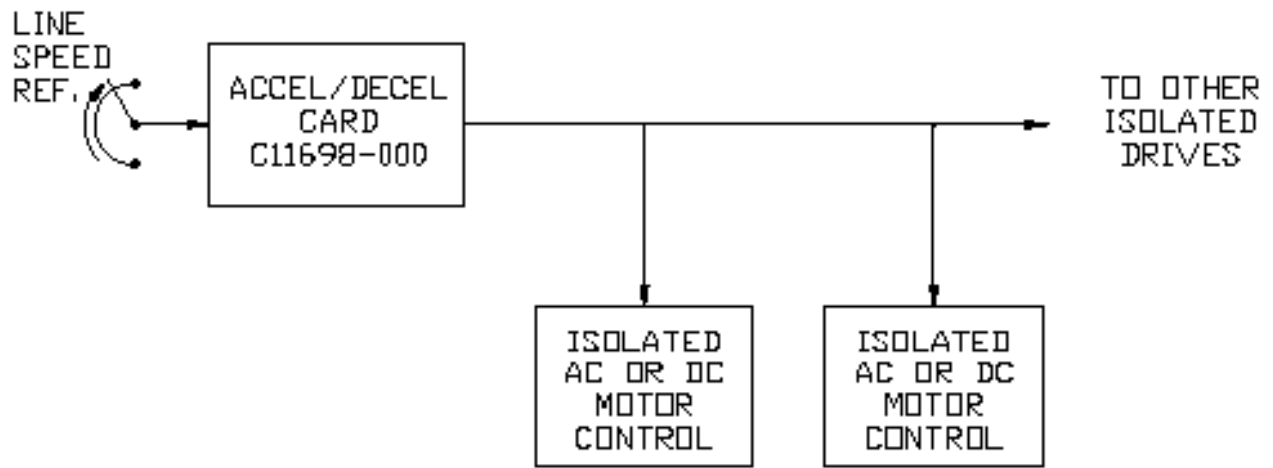 LINE
SPEED
REF.
ACCEL/DECEL
CARD
C11698-000
TO OTHER
ISOLATED
DRIVES
ISOLATED
AC OR DC
MOTOR
CONTROL
ISOLATED
AC OR DC
MOTOR
CONTROL